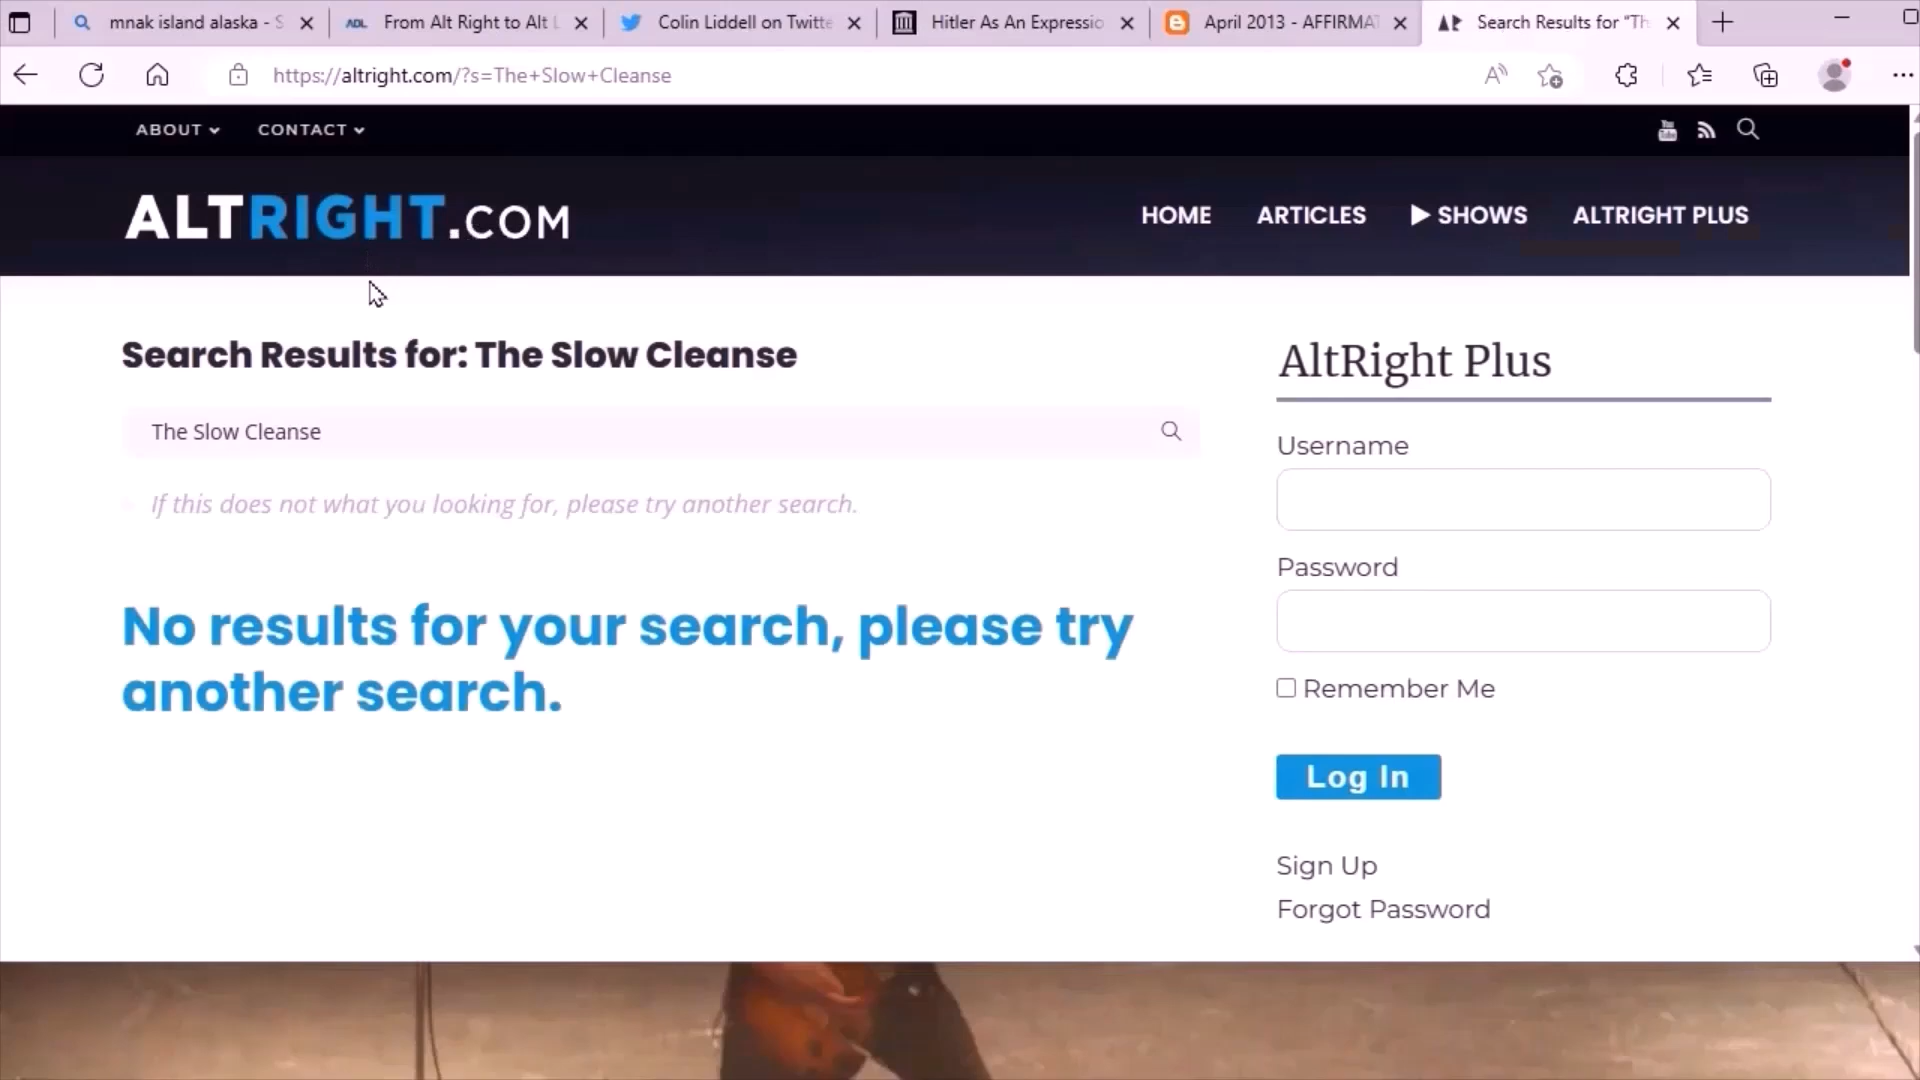 mnak island alaska - S
From Alt Right to Alt L
Colin Liddell on Twitte
Hitler As An Expressio
April 2013 - AFFIRMAT
Search Results for "Th
https://altright.com/?s=The+Slow+Cleanse
ABOUT
CONTACT
ALTRIGHT.COM
HOME
ARTICLES
SHOWS
ALTRIGHT PLUS
Search Results for: The Slow Cleanse
The Slow Cleanse
If this does not what you looking for, please try another search.
No results for your search, please try
another search.
AltRight Plus
Username
Password
Remember Me
Log In
Sign Up
Forgot Password